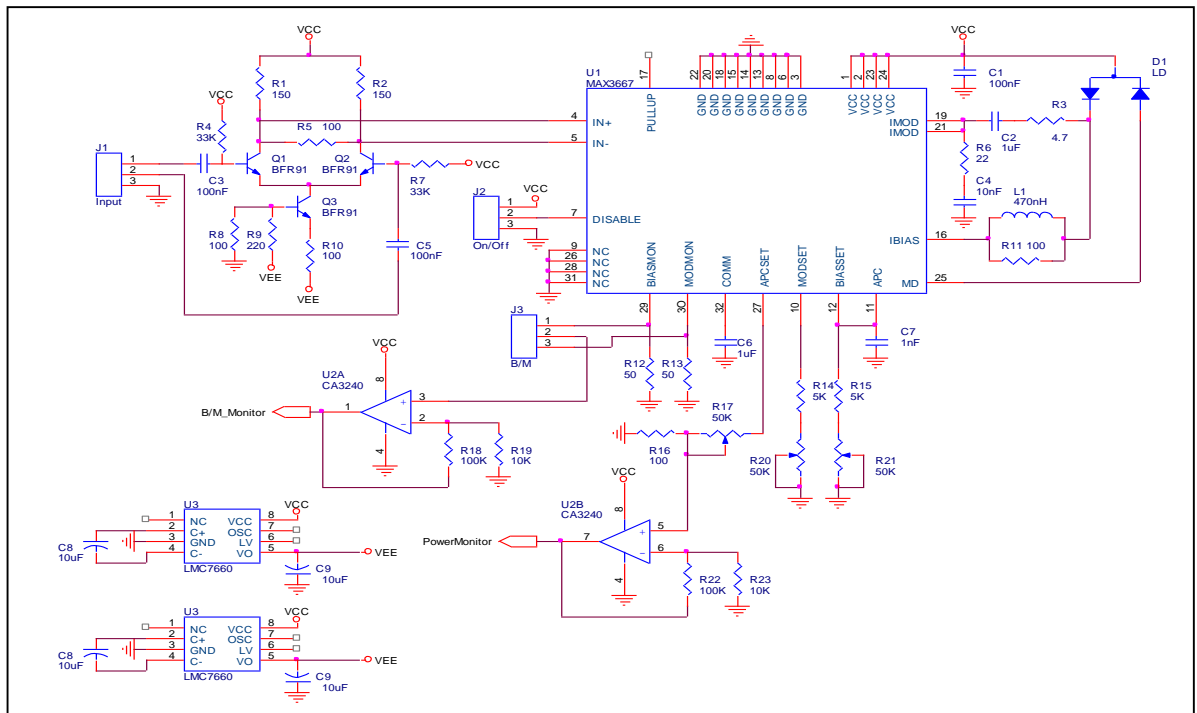 VCC
R1
150
R2
150
VCC
R4
33K
R5 100
J1
1
2
3
Input
C3
100nF
Q1
BFR91
Q2
BFR91
R7
33K
VCC
Q3
BFR91
R8
100
R9
220
R10
100
VEE
VEE
C5
100nF
J2
VCC
1
2
3
On/Off
U1
MAX3667
17
PULLUP
22
20
18
15
14
13
8
6
3
GND
GND
GND
GND
GND
GND
GND
GND
GND
1
2
23
24
VCC
VCC
VCC
VCC
VCC
C1
100nF
D1
LD
4
IN+
5
IN-
7
DISABLE
9
NC
26
NC
28
NC
31
NC
IMOD
19
IMOD
21
C2
1uF
R3
4.7
R6
22
C4
10nF
L1
470nH
IBIAS
16
R11 100
MD
25
BIASMON
MODMON
COMM
APCSET
MODSET
BIASSET
APC
29
30
32
27
10
12
11
J3
1
2
3
B/M
R12
50
R13
50
C6
1uF
C7
1nF
R14
5K
R15
5K
R20
50K
R21
50K
R17
50K
R16
100
VCC
U2A
CA3240
8
3
+
2
−
1
4
B/M_Monitor
R18
100K
R19
10K
VCC
U2B
CA3240
8
5
+
6
−
7
4
PowerMonitor
R22
100K
R23
10K
U3
1
2
3
4
NC
C+
GND
C-
VCC
OSC
LV
VO
8
7
6
5
LMC7660
VCC
VEE
C8
10uF
C9
10uF
U3
1
2
3
4
NC
C+
GND
C-
VCC
OSC
LV
VO
8
7
6
5
LMC7660
VCC
VEE
C8
10uF
C9
10uF